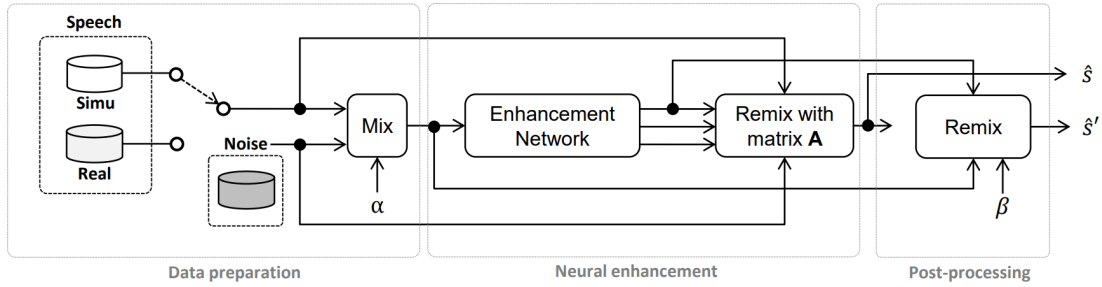 Speech
Simu
Real
Noise
Mix
α
Enhancement
Network
Remix with
matrix A
Remix
β
ŝ
ŝ′
Data preparation
Neural enhancement
Post-processing